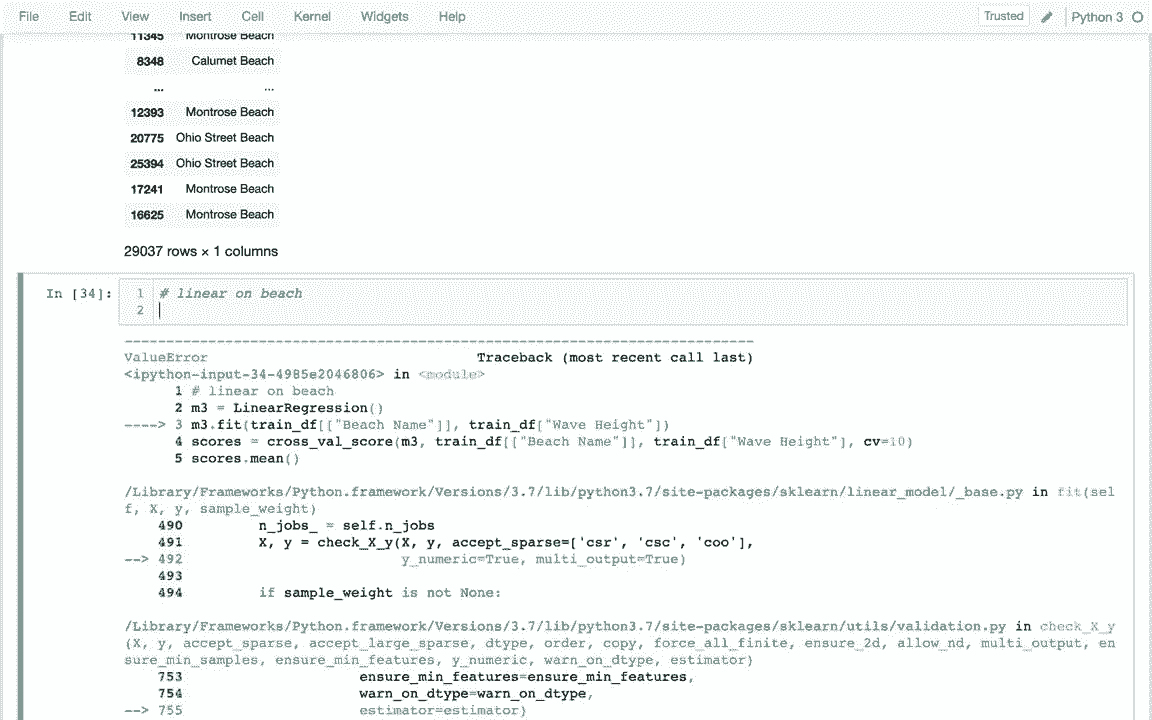 File Edit View Insert Cell Kernel Widgets Help Trusted Python 3
11345 Montrose Beach
8348 Calumet Beach
... ...
12393 Montrose Beach
20775 Ohio Street Beach
25394 Ohio Street Beach
17241 Montrose Beach
16625 Montrose Beach
29037 rows × 1 columns
In [34]: 1 # linear on beach
2
---------------------------------------------------------------------------
ValueError Traceback (most recent call last)
<ipython-input-34-4985e2046806> in <module>
1 # linear on beach
2 m3 = LinearRegression()
----> 3 m3.fit(train_df[["Beach Name"]], train_df["Wave Height"])
4 scores = cross_val_score(m3, train_df[["Beach Name"]], train_df["Wave Height"], cv=10)
5 scores.mean()
/Library/Frameworks/Python.framework/Versions/3.7/lib/python3.7/site-packages/sklearn/linear_model/_base.py in fit(sel
f, X, y, sample_weight)
490 n_jobs_ = self.n_jobs
491 X, y = check_X_y(X, y, accept_sparse=['csr', 'csc', 'coo'],
--> 492 y_numeric=True, multi_output=True)
493
494 if sample_weight is not None:
/Library/Frameworks/Python.framework/Versions/3.7/lib/python3.7/site-packages/sklearn/utils/validation.py in check_X_y
(X, y, accept_sparse, accept_large_sparse, dtype, order, copy, force_all_finite, ensure_2d, allow_nd, multi_output, en
sure_min_samples, ensure_min_features, y_numeric, warn_on_dtype, estimator)
753 ensure_min_features=ensure_min_features,
754 warn_on_dtype=warn_on_dtype,
--> 755 estimator=estimator)